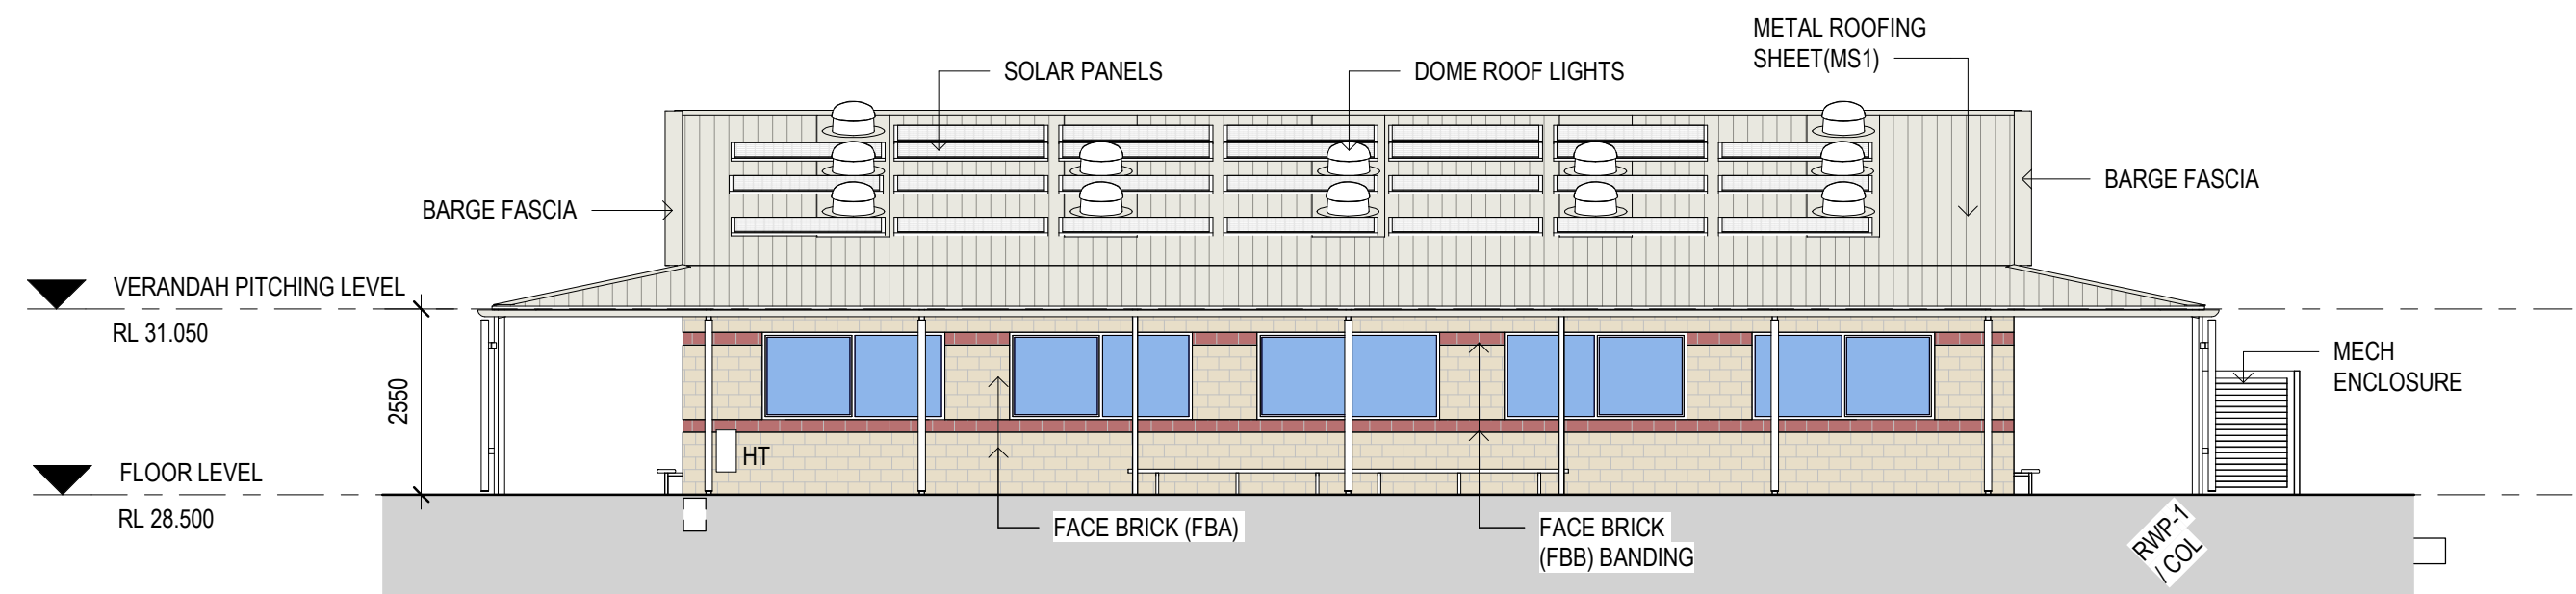 METAL ROOFING
SHEET(MS1)
SOLAR PANELS
DOME ROOF LIGHTS
BARGE FASCIA
BARGE FASCIA
VERANDAH PITCHING LEVEL
RL 31.050
MECH
ENCLOSURE
2550
HT
FLOOR LEVEL
RL 28.500
FACE BRICK (FBA)
FACE BRICK
(FBB) BANDING
RWP-1
/ COL